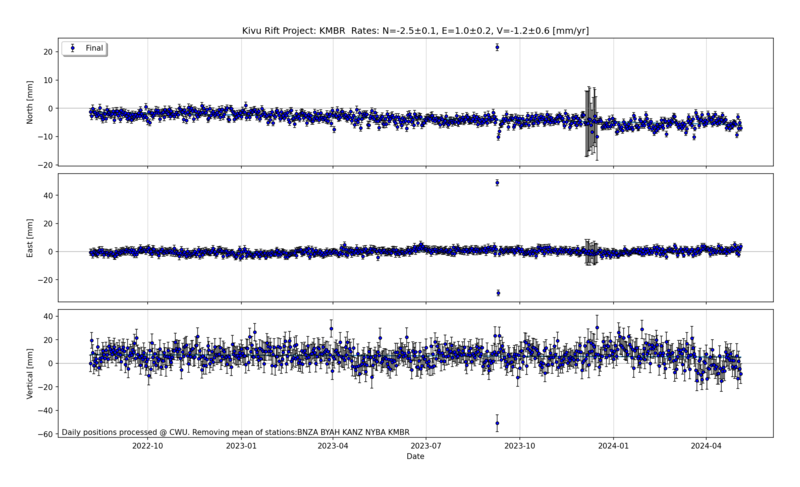 Kivu Rift Project: KMBR  Rates: N=-2.5±0.1, E=1.0±0.2, V=-1.2±0.6 [mm/yr]
Final
North [mm]
20
10
0
−10
−20
East [mm]
40
20
0
−20
Vertical [mm]
40
20
0
−20
−40
−60
Daily positions processed @ CWU. Removing mean of stations:BNZA BYAH KANZ NYBA KMBR
2022-10 2023-01 2023-04 2023-07 2023-10 2024-01 2024-04
Date